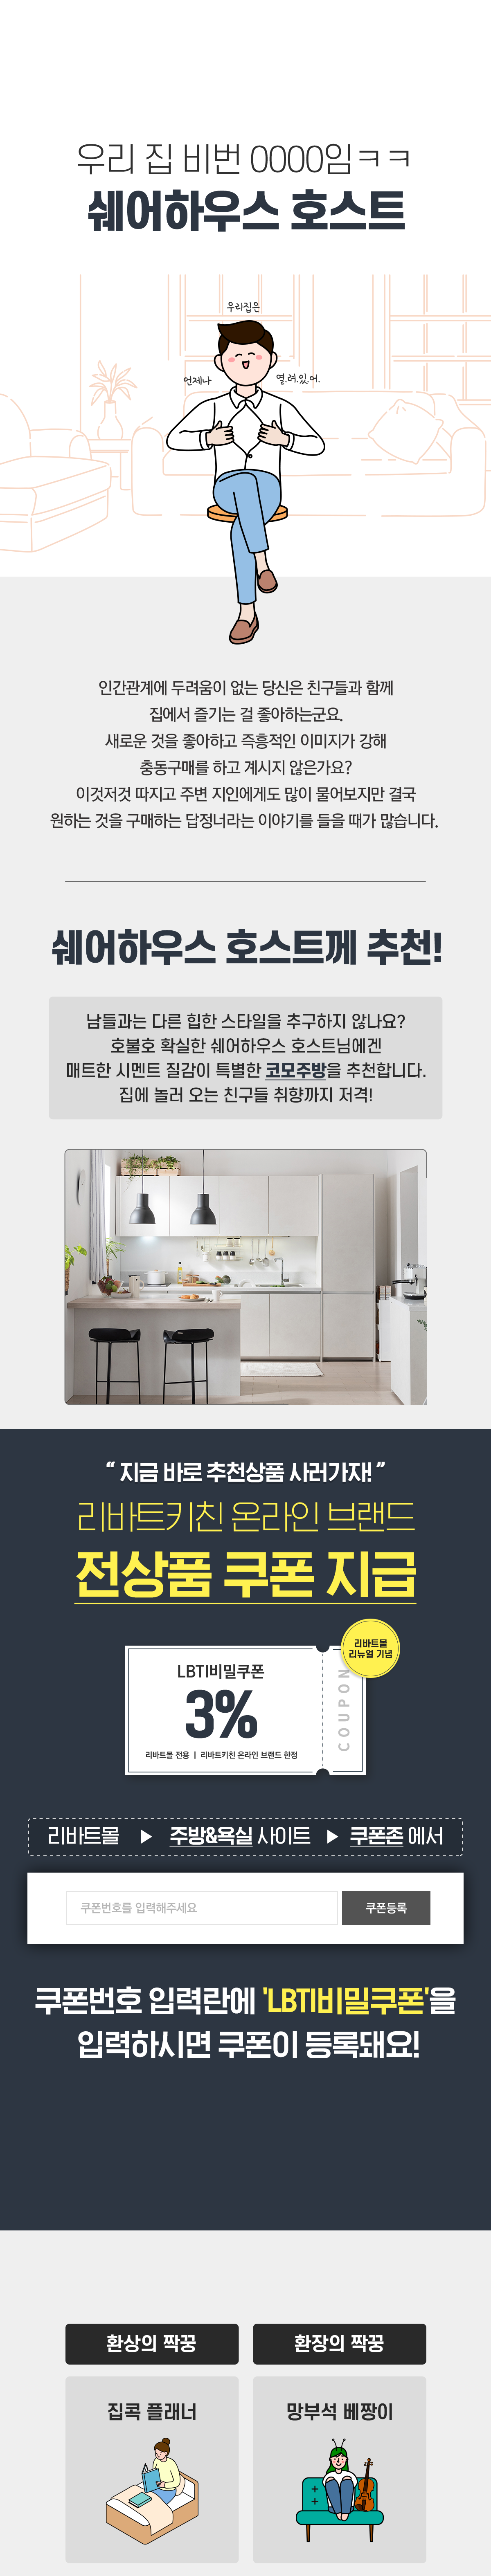 우리 집 비번 0000임ㅋㅋ
쉐어하우스 호스트
우리집은
언제나
열.려.있.어.
인간관계에 두려움이 없는 당신은 친구들과 함께
집에서 즐기는 걸 좋아하는군요.
새로운 것을 좋아하고 즉흥적인 이미지가 강해
충동구매를 하고 계시지 않은가요?
이것저것 따지고 주변 지인에게도 많이 물어보지만 결국
원하는 것을 구매하는 답정너라는 이야기를 들을 때가 많습니다.
쉐어하우스 호스트께 추천!
남들과는 다른 힙한 스타일을 추구하지 않나요?
호불호 확실한 쉐어하우스 호스트님에겐
매트한 시멘트 질감이 특별한 코모주방을 추천합니다.
집에 놀러 오는 친구들 취향까지 저격!
“ 지금 바로 추천상품 사러가자! ”
리바트키친 온라인 브랜드
전상품 쿠폰 지급
리바트몰
리뉴얼 기념
LBTI비밀쿠폰
3%
리바트몰 전용 | 리바트키친 온라인 브랜드 한정
COUPON
리바트몰 ▶ 주방&욕실 사이트 ▶ 쿠폰존 에서
쿠폰번호를 입력해주세요
쿠폰등록
쿠폰번호 입력란에 'LBTI비밀쿠폰'을
입력하시면 쿠폰이 등록돼요!
환상의 짝꿍
환장의 짝꿍
집콕 플래너
망부석 베짱이